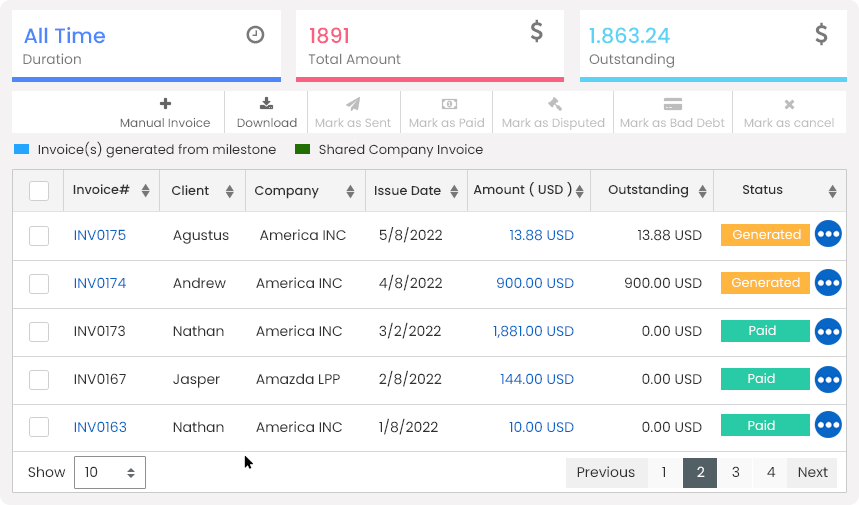 All Time
Duration
1891
Total Amount
$
1.863.24
Outstanding
$
Manual Invoice
Download
Mark as Sent
Mark as Paid
Mark as Disputed
Mark as Bad Debt
Mark as cancel
Invoice(s) generated from milestone
Shared Company Invoice
Invoice# Client Company Issue Date Amount ( USD ) Outstanding Status
INV0175 Agustus America INC 5/8/2022 13.88 USD 13.88 USD Generated
INV0174 Andrew America INC 4/8/2022 900.00 USD 900.00 USD Generated
INV0173 Nathan America INC 3/2/2022 1,881.00 USD 0.00 USD Paid
INV0167 Jasper Amazda LPP 2/8/2022 144.00 USD 0.00 USD Paid
INV0163 Nathan America INC 1/8/2022 10.00 USD 0.00 USD Paid
Show 10 Previous 1 2 3 4 Next